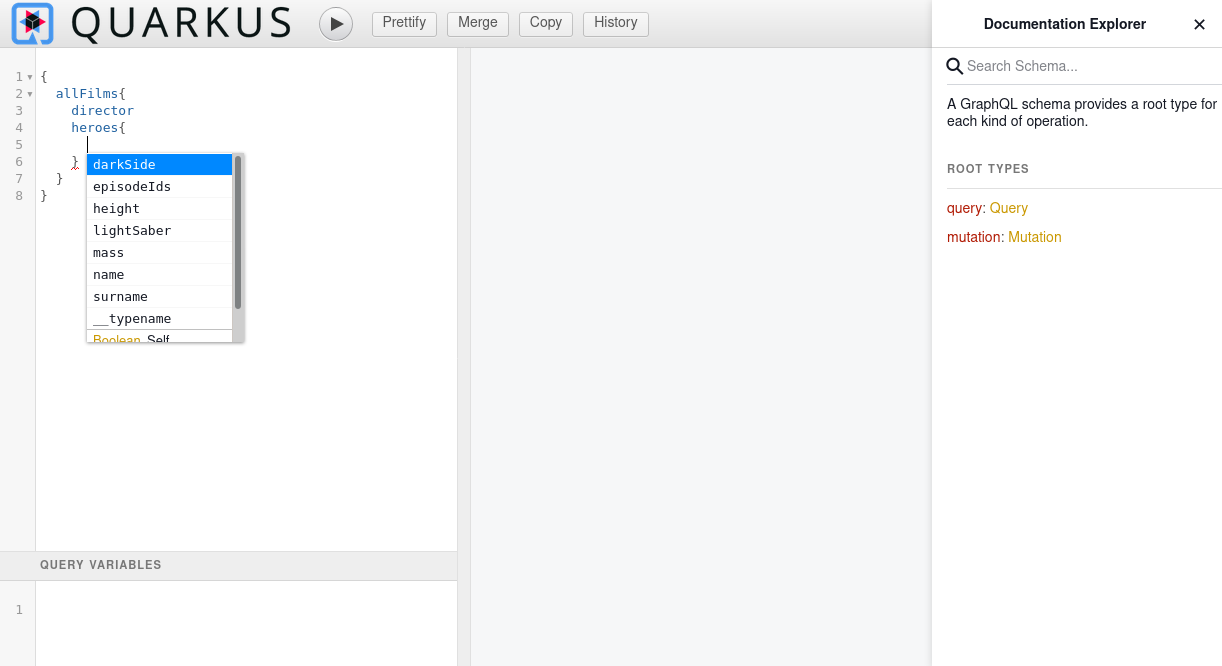 QUARKUS
Prettify
Merge
Copy
History
Documentation Explorer ✕
Search Schema...
A GraphQL schema provides a root type for
each kind of operation.
ROOT TYPES
query: Query
mutation: Mutation
1 {
2   allFilms{
3     director
4     heroes{
5
6     }
7   }
8 }
darkSide
episodeIds
height
lightSaber
mass
name
surname
__typename
Boolean Self
QUERY VARIABLES
1